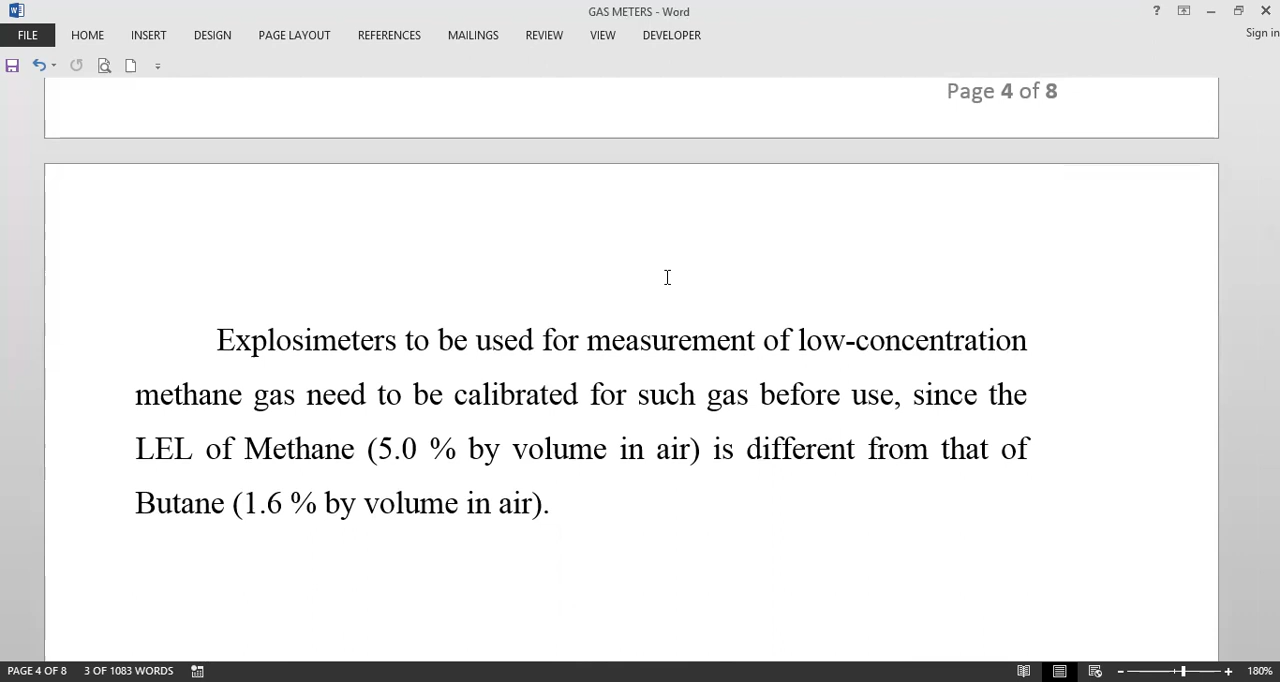 GAS METERS - Word
?
FILE HOME INSERT DESIGN PAGE LAYOUT REFERENCES MAILINGS REVIEW VIEW DEVELOPER
Sign in
Page 4 of 8
Explosimeters to be used for measurement of low-concentration
methane gas need to be calibrated for such gas before use, since the
LEL of Methane (5.0 % by volume in air) is different from that of
Butane (1.6 % by volume in air).
PAGE 4 OF 8 3 OF 1083 WORDS 180%